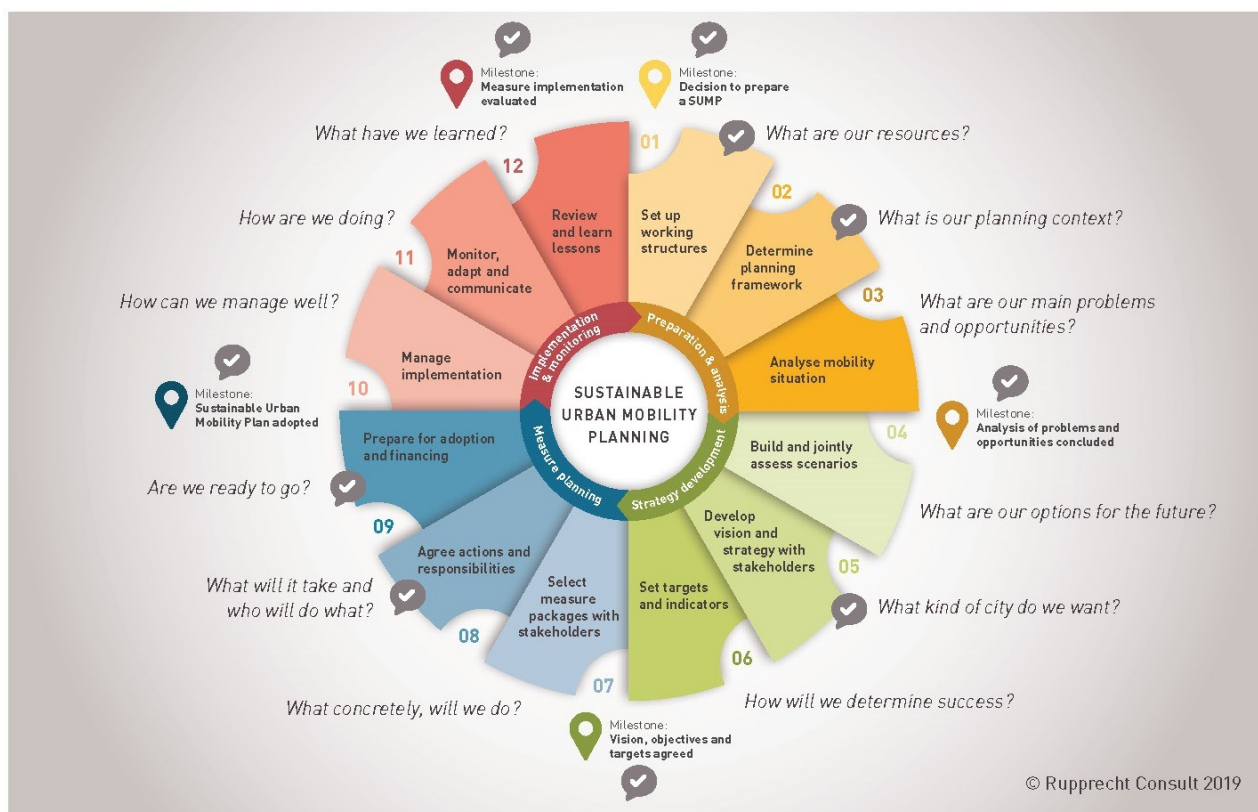 Milestone:
Measure implementation
evaluated
Milestone:
Decision to prepare
a SUMP
What have we learned?
What are our resources?
12
01
Review
and learn
lessons
Set up
working
structures
02
How are we doing?
What is our planning context?
11
Monitor,
adapt and
communicate
Determine
planning
framework
03
How can we manage well?
What are our main problems
and opportunities?
10
Manage
implementation
Analyse mobility
situation
Implementation
& monitoring
Preparation & analysis
SUSTAINABLE
URBAN MOBILITY
PLANNING
Measure planning
Strategy development
Milestone:
Sustainable Urban
Mobility Plan adopted
Milestone:
Analysis of problems and
opportunities concluded
04
Prepare for adoption
and financing
Build and jointly
assess scenarios
Are we ready to go?
What are our options for the future?
09
Agree actions and
responsibilities
Develop
vision and
strategy with
stakeholders
05
What will it take and
who will do what?
What kind of city do we want?
08
Select
measure
packages with
stakeholders
Set targets
and indicators
06
07
What concretely, will we do?
How will we determine success?
Milestone:
Vision, objectives and
targets agreed
© Rupprecht Consult 2019